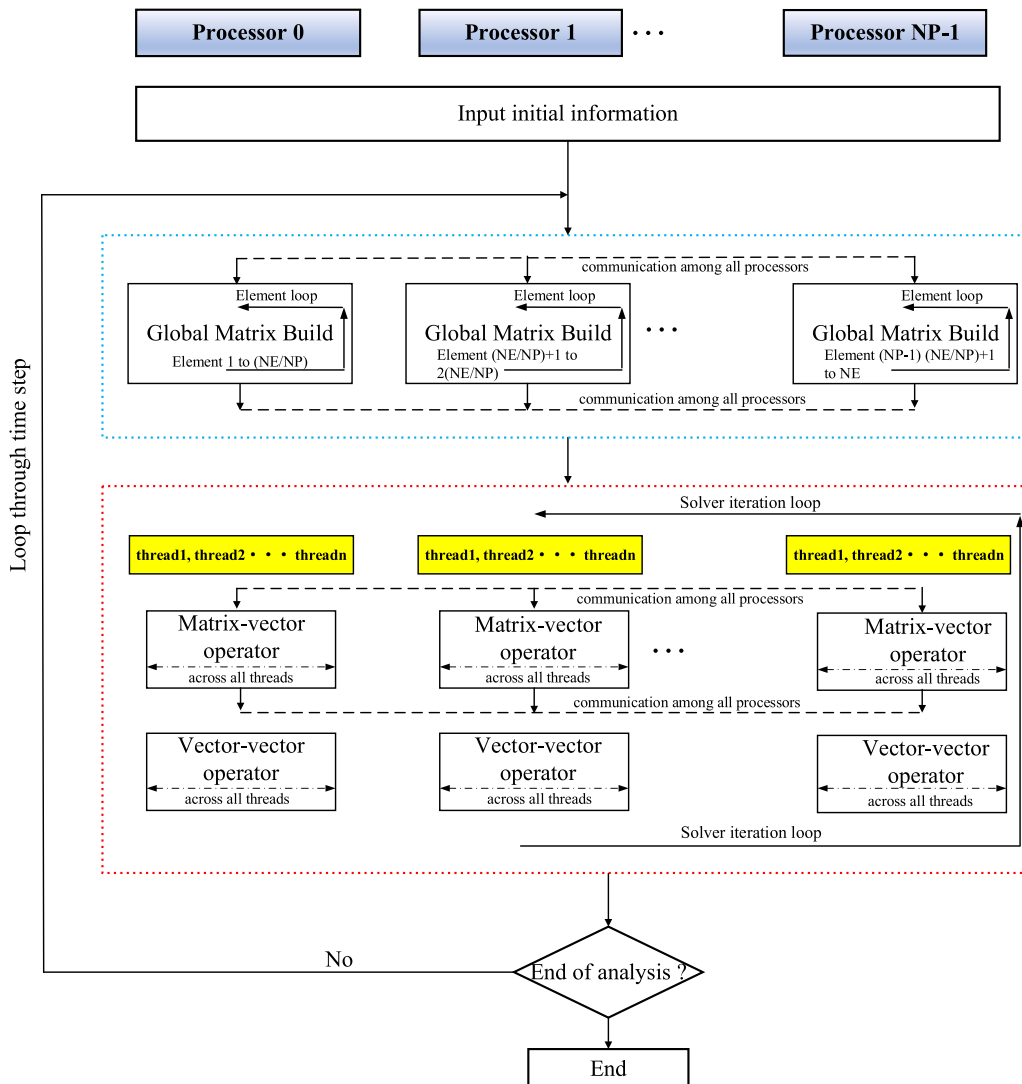 Processor 0
Processor 1
· · ·
Processor NP-1
Input initial information
communication among all processors
Element loop
Global Matrix Build
Element 1 to (NE/NP)
Element loop
Global Matrix Build
Element (NE/NP)+1 to
2(NE/NP)
· · ·
Element loop
Global Matrix Build
Element (NP-1) (NE/NP)+1
to NE
communication among all processors
Loop through time step
Solver iteration loop
thread1, thread2 · · · threadn
thread1, thread2 · · · threadn
thread1, thread2 · · · threadn
communication among all processors
Matrix-vector
operator
across all threads
Matrix-vector
operator
across all threads
· · ·
Matrix-vector
operator
across all threads
communication among all processors
Vector-vector
operator
across all threads
Vector-vector
operator
across all threads
Vector-vector
operator
across all threads
Solver iteration loop
No
End of analysis ?
End